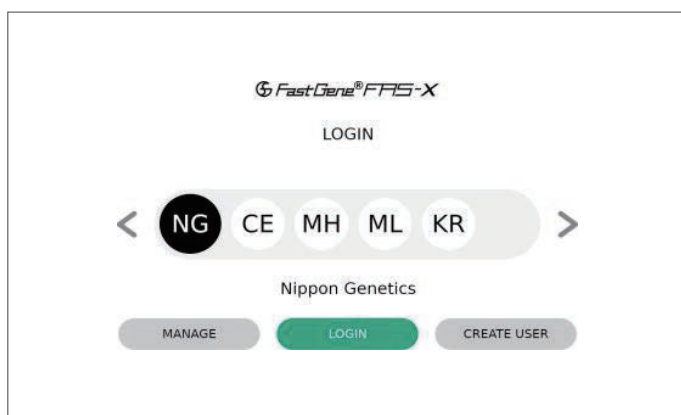 FastGene® FAS-X
LOGIN
< NG CE MH ML KR >
Nippon Genetics
MANAGE LOGIN CREATE USER